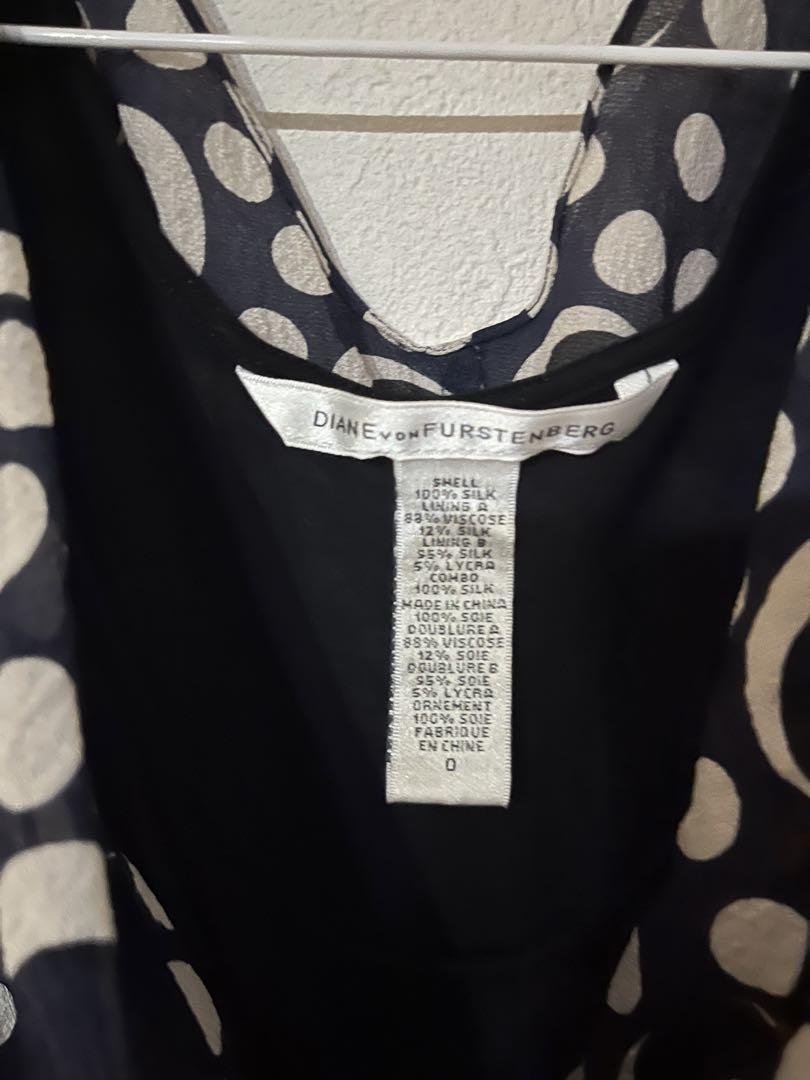 DIANE VON FURSTENBERG
SHELL
100% SILK
LINING A
88% VISCOSE
12% SILK
LINING B
95% SILK
5% LYCRA
COMBO
100% SILK
MADE IN CHINA
100% SOIE
DOUBLURE A
88% VISCOSE
12% SOIE
DOUBLURE B
95% SOIE
5% LYCRA
ORNEMENT
100% SOIE
FABRIQUE
EN CHINE
0